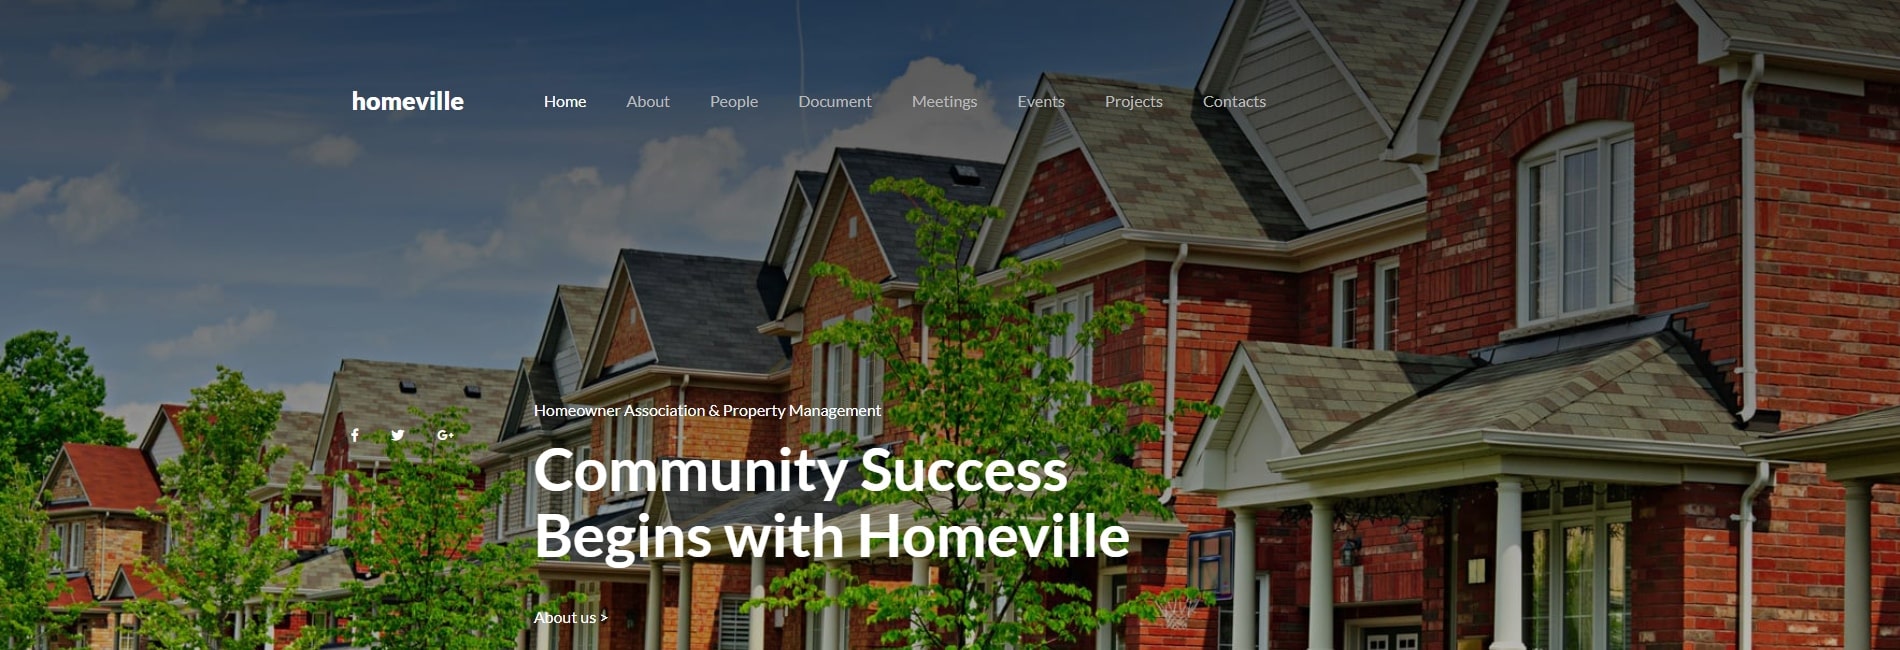 homeville
Home
About
People
Document
Meetings
Events
Projects
Contacts
Homeowner Association & Property Management
Community Success
Begins with Homeville
About us >